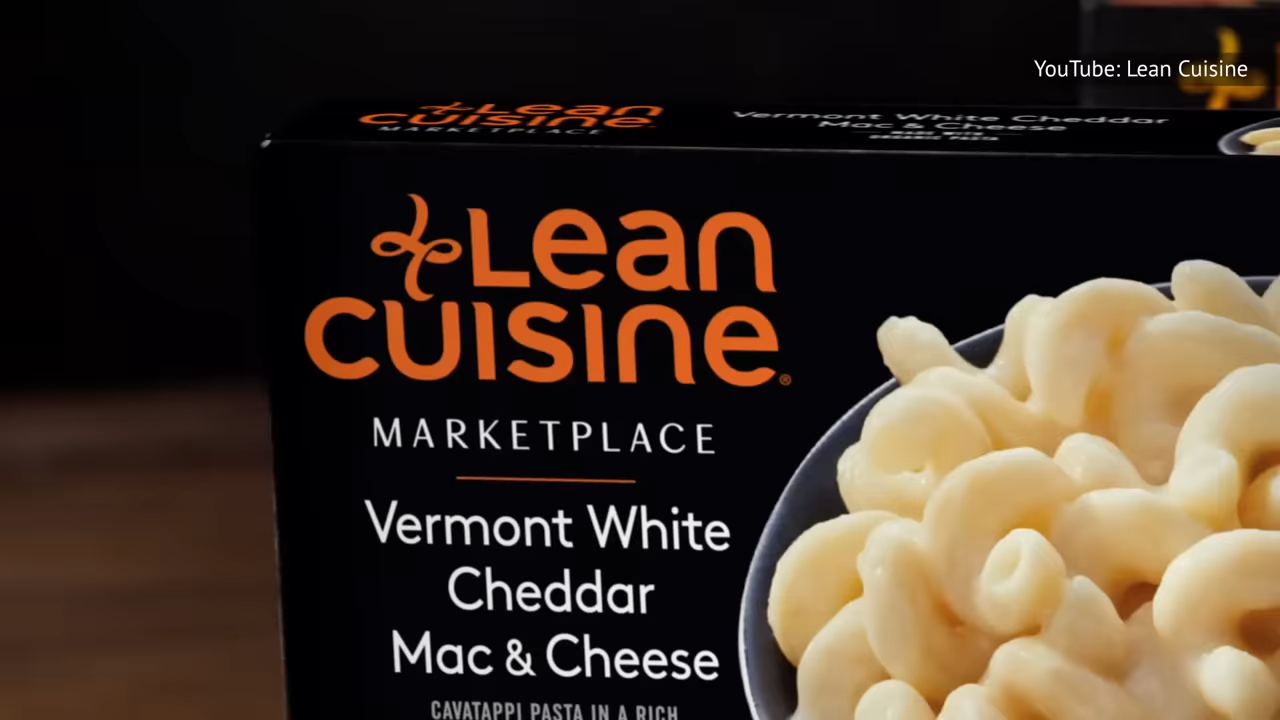 YouTube: Lean Cuisine
Lean
CUISINE
MARKETPLACE
Vermont White Cheddar
Mac & Cheese
Lean
CUISINE®
MARKETPLACE
Vermont White
Cheddar
Mac & Cheese
CAVATAPPI PASTA IN A RICH